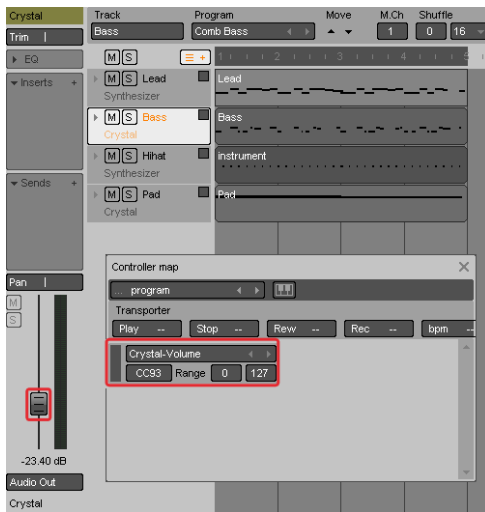 Crystal Track Program Move M.Ch Shuffle
Trim Bass Comb Bass 1 0 16
EQ M S 1 2 3 4 5
Inserts + M S Lead Lead
Synthesizer
M S Bass Bass
Crystal
M S Hihat instrument
Synthesizer
Sends + M S Pad Pad
Crystal
Controller map
Pan ... program
M Transporter
S Play -- Stop -- Rew -- Rec -- bpm --
Crystal-Volume
CC93 Range 0 127
-23.40 dB
Audio Out
Crystal